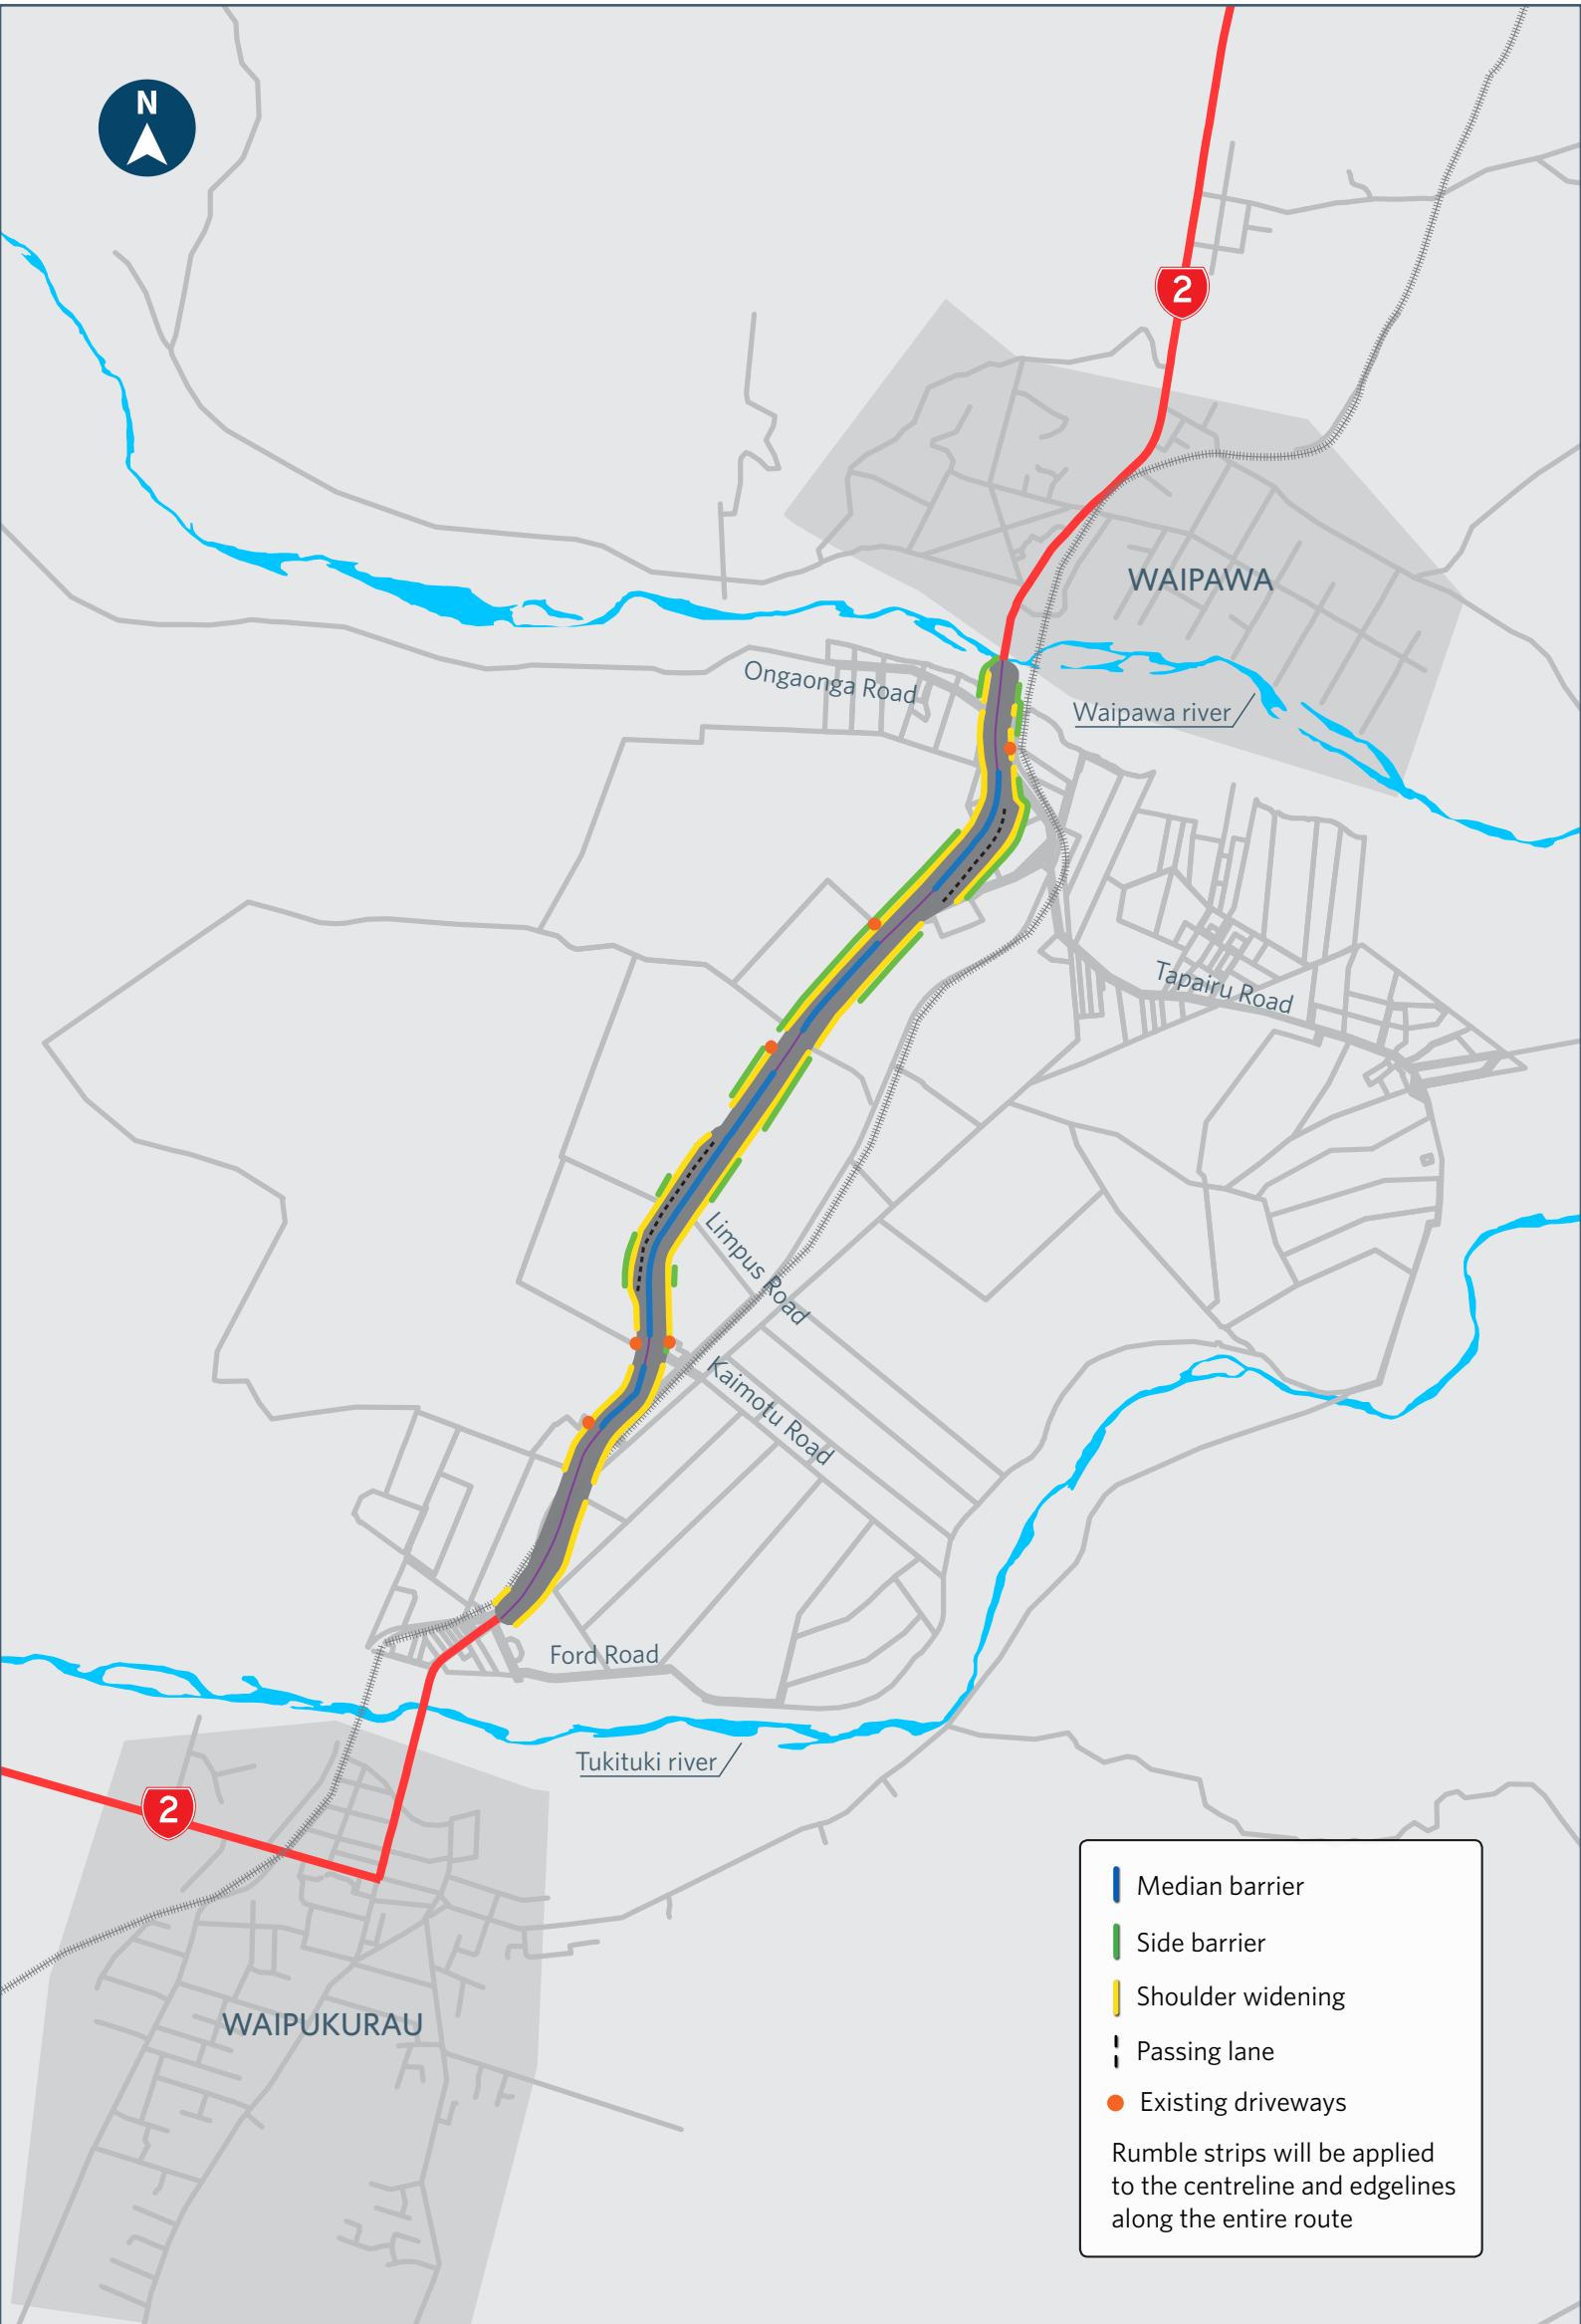 N
2
WAIPAWA
Ongaonga Road
Waipawa river
Tapairu Road
Limpus Road
Kaimotu Road
Ford Road
Tukituki river
2
WAIPUKURAU
Median barrier
Side barrier
Shoulder widening
Passing lane
Existing driveways
Rumble strips will be applied
to the centreline and edgelines
along the entire route